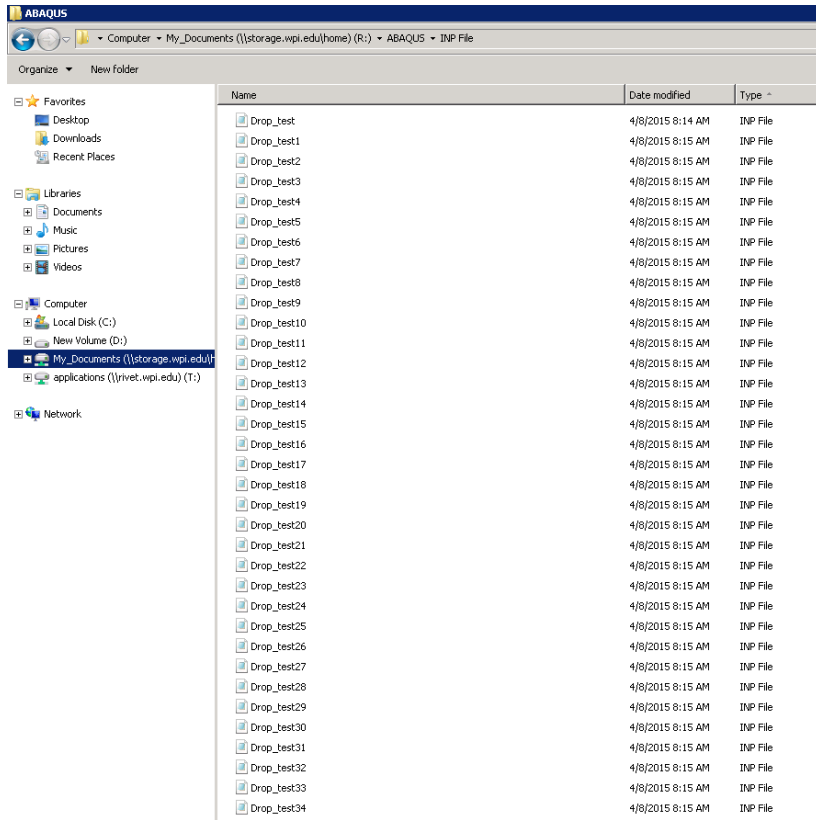 ABAQUS
Computer My_Documents (\\storage.wpi.edu\home) (R:) ABAQUS INP File
Organize New folder
Favorites
Desktop
Downloads
Recent Places
Libraries
Documents
Music
Pictures
Videos
Computer
Local Disk (C:)
New Volume (D:)
My_Documents (\\storage.wpi.edu\h
applications (\\rivet.wpi.edu) (T:)
Network
Name Date modified Type
Drop_test 4/8/2015 8:14 AM INP File
Drop_test1 4/8/2015 8:15 AM INP File
Drop_test2 4/8/2015 8:15 AM INP File
Drop_test3 4/8/2015 8:15 AM INP File
Drop_test4 4/8/2015 8:15 AM INP File
Drop_test5 4/8/2015 8:15 AM INP File
Drop_test6 4/8/2015 8:15 AM INP File
Drop_test7 4/8/2015 8:15 AM INP File
Drop_test8 4/8/2015 8:15 AM INP File
Drop_test9 4/8/2015 8:15 AM INP File
Drop_test10 4/8/2015 8:15 AM INP File
Drop_test11 4/8/2015 8:15 AM INP File
Drop_test12 4/8/2015 8:15 AM INP File
Drop_test13 4/8/2015 8:15 AM INP File
Drop_test14 4/8/2015 8:15 AM INP File
Drop_test15 4/8/2015 8:15 AM INP File
Drop_test16 4/8/2015 8:15 AM INP File
Drop_test17 4/8/2015 8:15 AM INP File
Drop_test18 4/8/2015 8:15 AM INP File
Drop_test19 4/8/2015 8:15 AM INP File
Drop_test20 4/8/2015 8:15 AM INP File
Drop_test21 4/8/2015 8:15 AM INP File
Drop_test22 4/8/2015 8:15 AM INP File
Drop_test23 4/8/2015 8:15 AM INP File
Drop_test24 4/8/2015 8:15 AM INP File
Drop_test25 4/8/2015 8:15 AM INP File
Drop_test26 4/8/2015 8:15 AM INP File
Drop_test27 4/8/2015 8:15 AM INP File
Drop_test28 4/8/2015 8:15 AM INP File
Drop_test29 4/8/2015 8:15 AM INP File
Drop_test30 4/8/2015 8:15 AM INP File
Drop_test31 4/8/2015 8:15 AM INP File
Drop_test32 4/8/2015 8:15 AM INP File
Drop_test33 4/8/2015 8:15 AM INP File
Drop_test34 4/8/2015 8:15 AM INP File